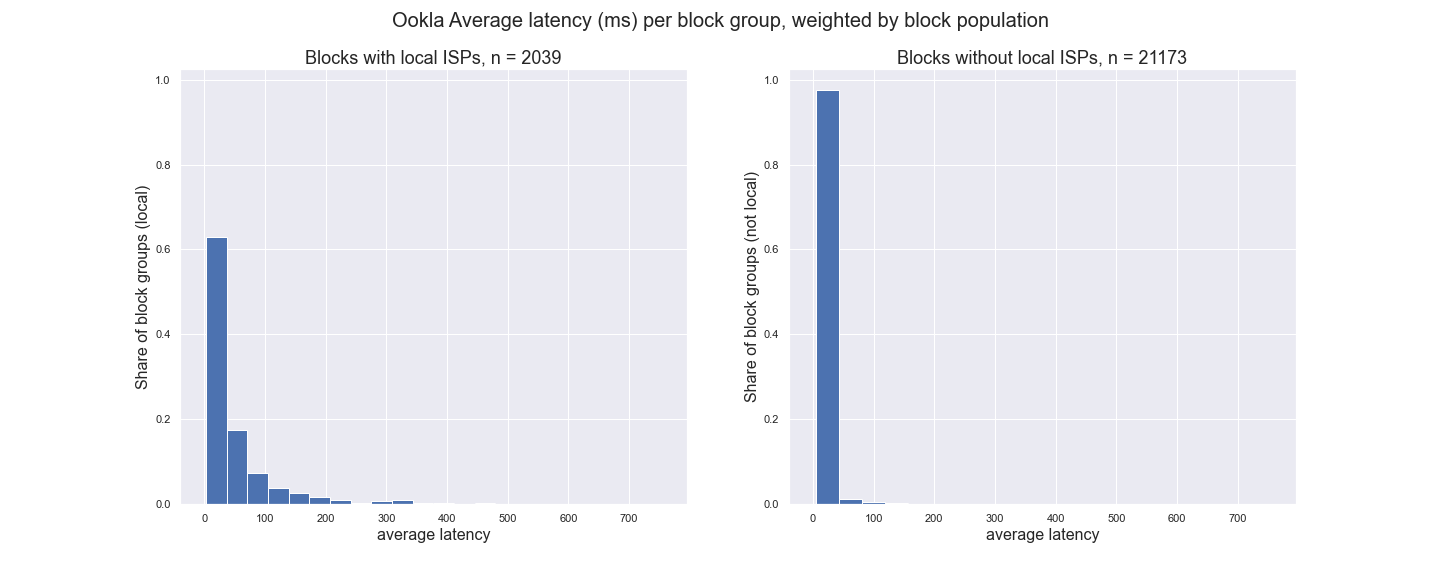 Ookla Average latency (ms) per block group, weighted by block population
Blocks with local ISPs, n = 2039
1.0
0.8
0.6
0.4
0.2
0.0
Share of block groups (local)
0 100 200 300 400 500 600 700
average latency
Blocks without local ISPs, n = 21173
1.0
0.8
0.6
0.4
0.2
0.0
Share of block groups (not local)
0 100 200 300 400 500 600 700
average latency